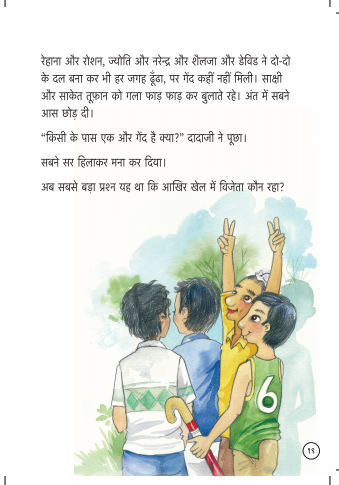 रेहाना और रोशन, ज्योति और नरेन्द्र और शैलजा और डेविड ने दो-दो
के दल बना कर भी हर जगह ढूँढा, पर गेंद कहीं नहीं मिली। साक्षी
और साकेत तूफ़ान को गला फाड़ फाड़ कर बुलाते रहे। अंत में सबने
आस छोड़ दी।
“किसी के पास एक और गेंद है क्या?” दादाजी ने पूछा।
सबने सर हिलाकर मना कर दिया।
अब सबसे बड़ा प्रश्न यह था कि आखिर खेल में विजेता कौन रहा?
6
१९